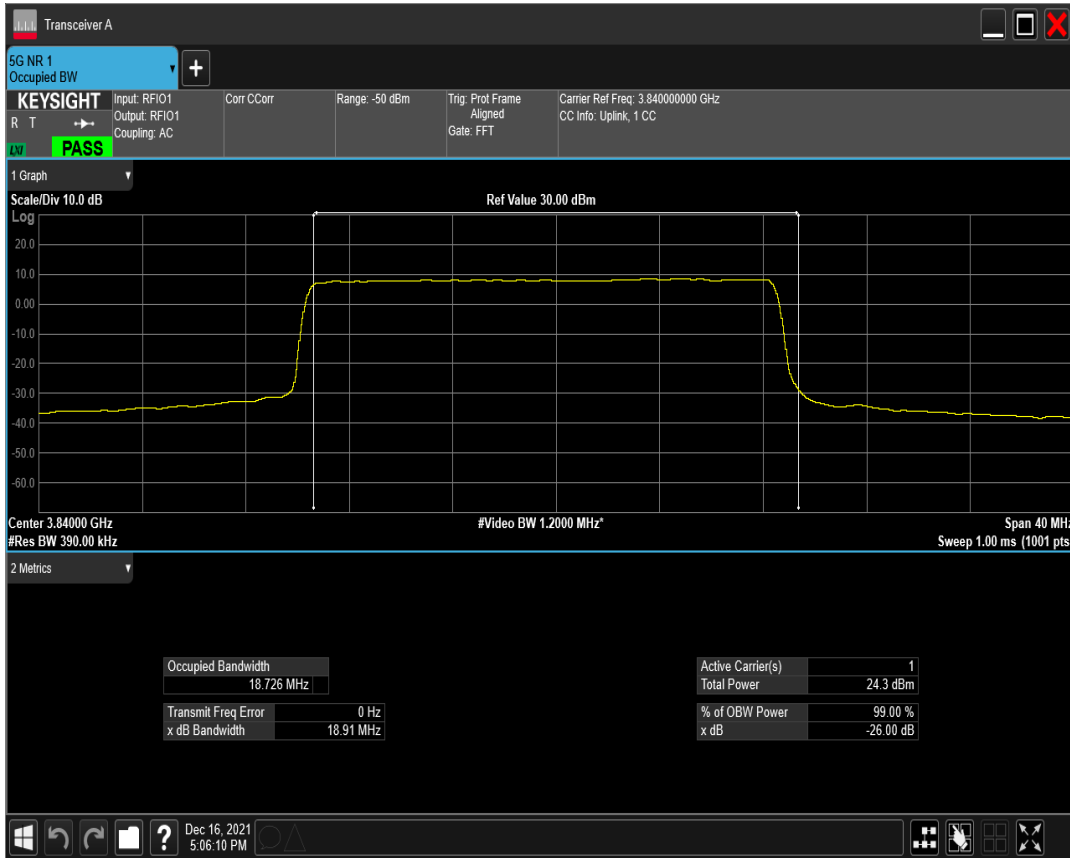 Transceiver A
5G NR 1
Occupied BW
KEYSIGHT
R T
LXI
PASS
Input: RFIO1
Output: RFIO1
Coupling: AC
Corr CCorr
Range: -50 dBm
Trig: Prot Frame
Aligned
Gate: FFT
Carrier Ref Freq: 3.840000000 GHz
CC Info: Uplink, 1 CC
1 Graph
Scale/Div 10.0 dB
Ref Value 30.00 dBm
Log
20.0
10.0
0.00
-10.0
-20.0
-30.0
-40.0
-50.0
-60.0
Center 3.84000 GHz
#Video BW 1.2000 MHz*
Span 40 MHz
#Res BW 390.00 kHz
Sweep 1.00 ms (1001 pts
2 Metrics
Occupied Bandwidth
18.726 MHz
Transmit Freq Error 0 Hz
x dB Bandwidth 18.91 MHz
Active Carrier(s) 1
Total Power 24.3 dBm
% of OBW Power 99.00 %
x dB -26.00 dB
?
Dec 16, 2021
5:06:10 PM